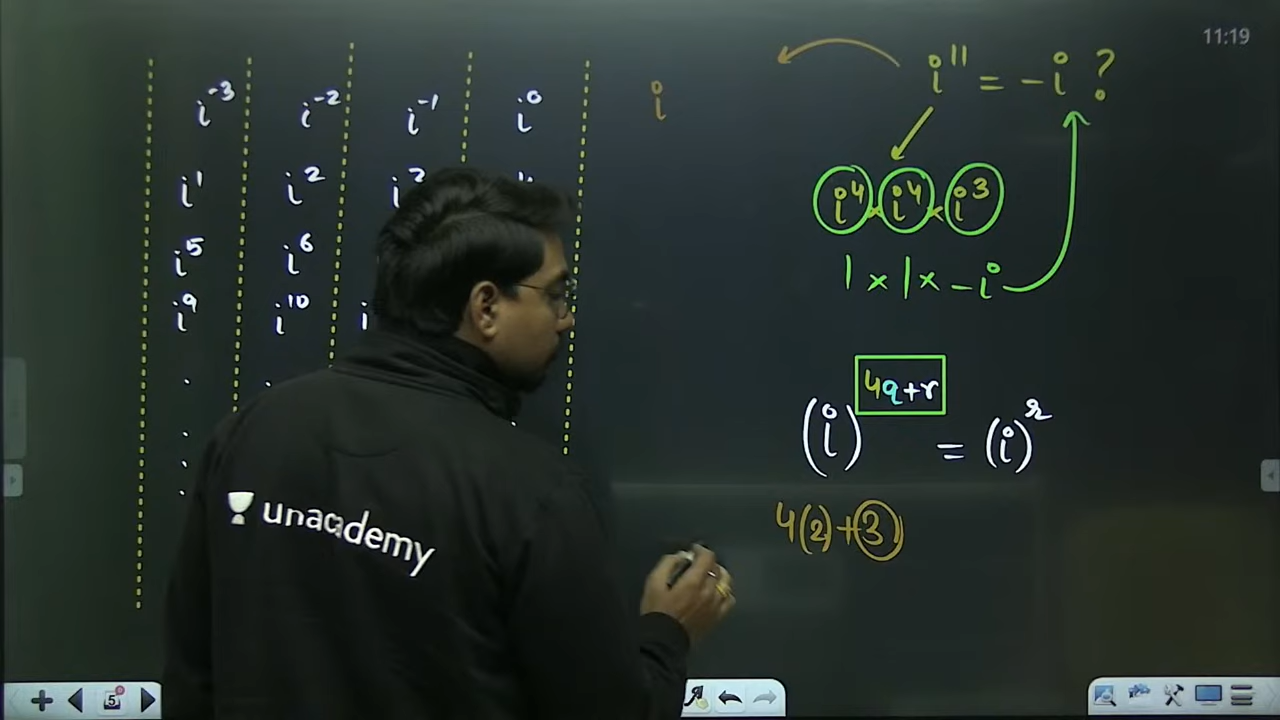 11:19
i⁻³ i⁻² i⁻¹ i⁰ i i¹¹ = -i ?
i¹ i²
i⁴ × i⁴ × i³
i⁵ i⁶
1 × 1 × -i
i⁹ i¹⁰ i
(i)^4q+r = (i)^r
4(2)+3
unacademy
5